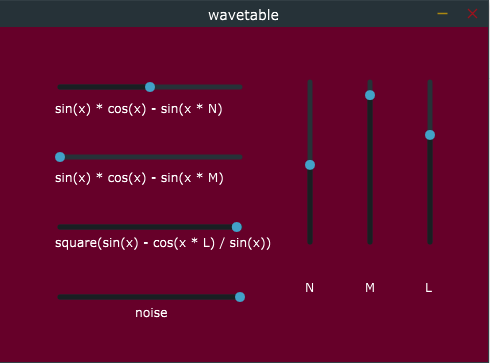 wavetable
sin(x) * cos(x) - sin(x * N)
sin(x) * cos(x) - sin(x * M)
square(sin(x) - cos(x * L) / sin(x))
noise
N M L